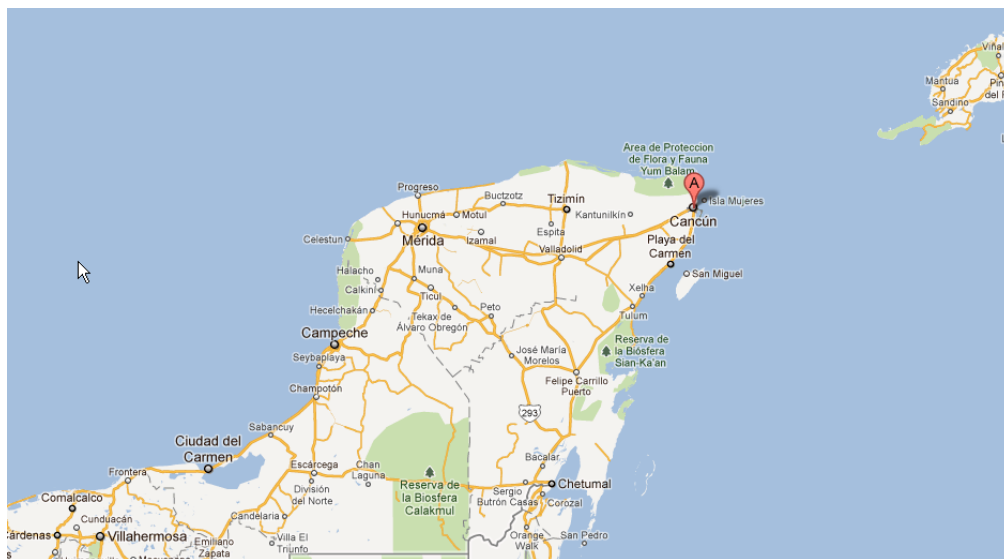 Viñal
Mantua
Pin
del F
Sandino
L
Area de Proteccion
de Flora y Fauna
Yum Balam
A
Isla Mujeres
Progreso
Buctzotz
Tizimín
Kantunilkín
Cancún
Hunucmá
Motul
Mérida
Izamal
Espita
Playa del
Carmen
Celestun
Valladolid
Halacho
Muna
San Miguel
Calkiní
Ticul
Xelha
Hecelchakán
Tekax de
Álvaro Obregón
Peto
Tulum
Campeche
Seybaplaya
José María
Morelos
Reserva de
la Biósfera
Sian-Ka'an
Champotón
Felipe Carrillo
Puerto
293
Sabancuy
Ciudad del
Carmen
Bacalar
Frontera
Escárcega
Chan
Laguna
División
del Norte
Reserva de
la Biosfera
Calakmul
Sergio
Butrón Casas
Chetumal
Corozal
Comalcalco
Cunduacán
Candelaria
Cárdenas
Villahermosa
Emiliano
Zapata
Villa El
Triunfo
Orange
Walk
San Pedro